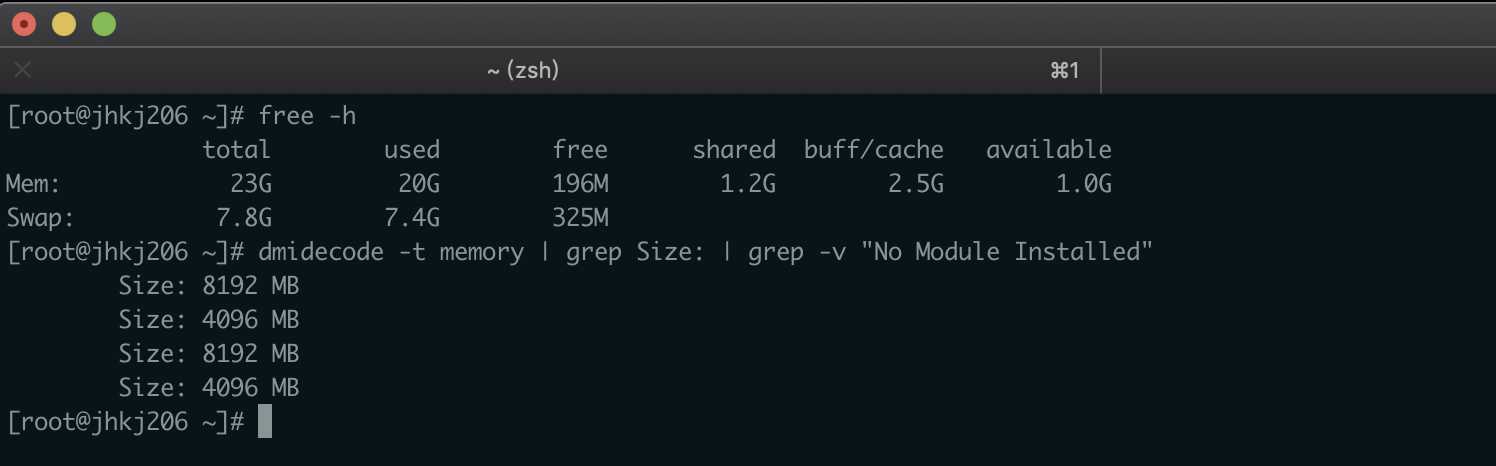 ~ (zsh) ⌘1
[root@jhkj206 ~]# free -h
              total        used        free      shared  buff/cache   available
Mem:            23G         20G        196M        1.2G        2.5G        1.0G
Swap:          7.8G        7.4G        325M
[root@jhkj206 ~]# dmidecode -t memory | grep Size: | grep -v "No Module Installed"
        Size: 8192 MB
        Size: 4096 MB
        Size: 8192 MB
        Size: 4096 MB
[root@jhkj206 ~]#